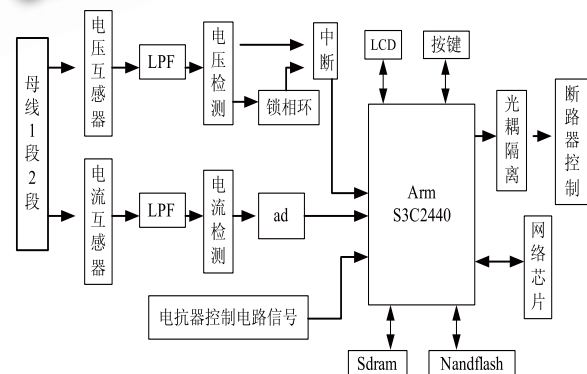 母线1段2段
电压互感器
LPF
电压检测
中断
锁相环
LCD
按键
光耦隔离
断路器控制
Arm
S3C2440
电流互感器
LPF
电流检测
ad
网络芯片
电抗器控制电路信号
Sdram
Nandflash